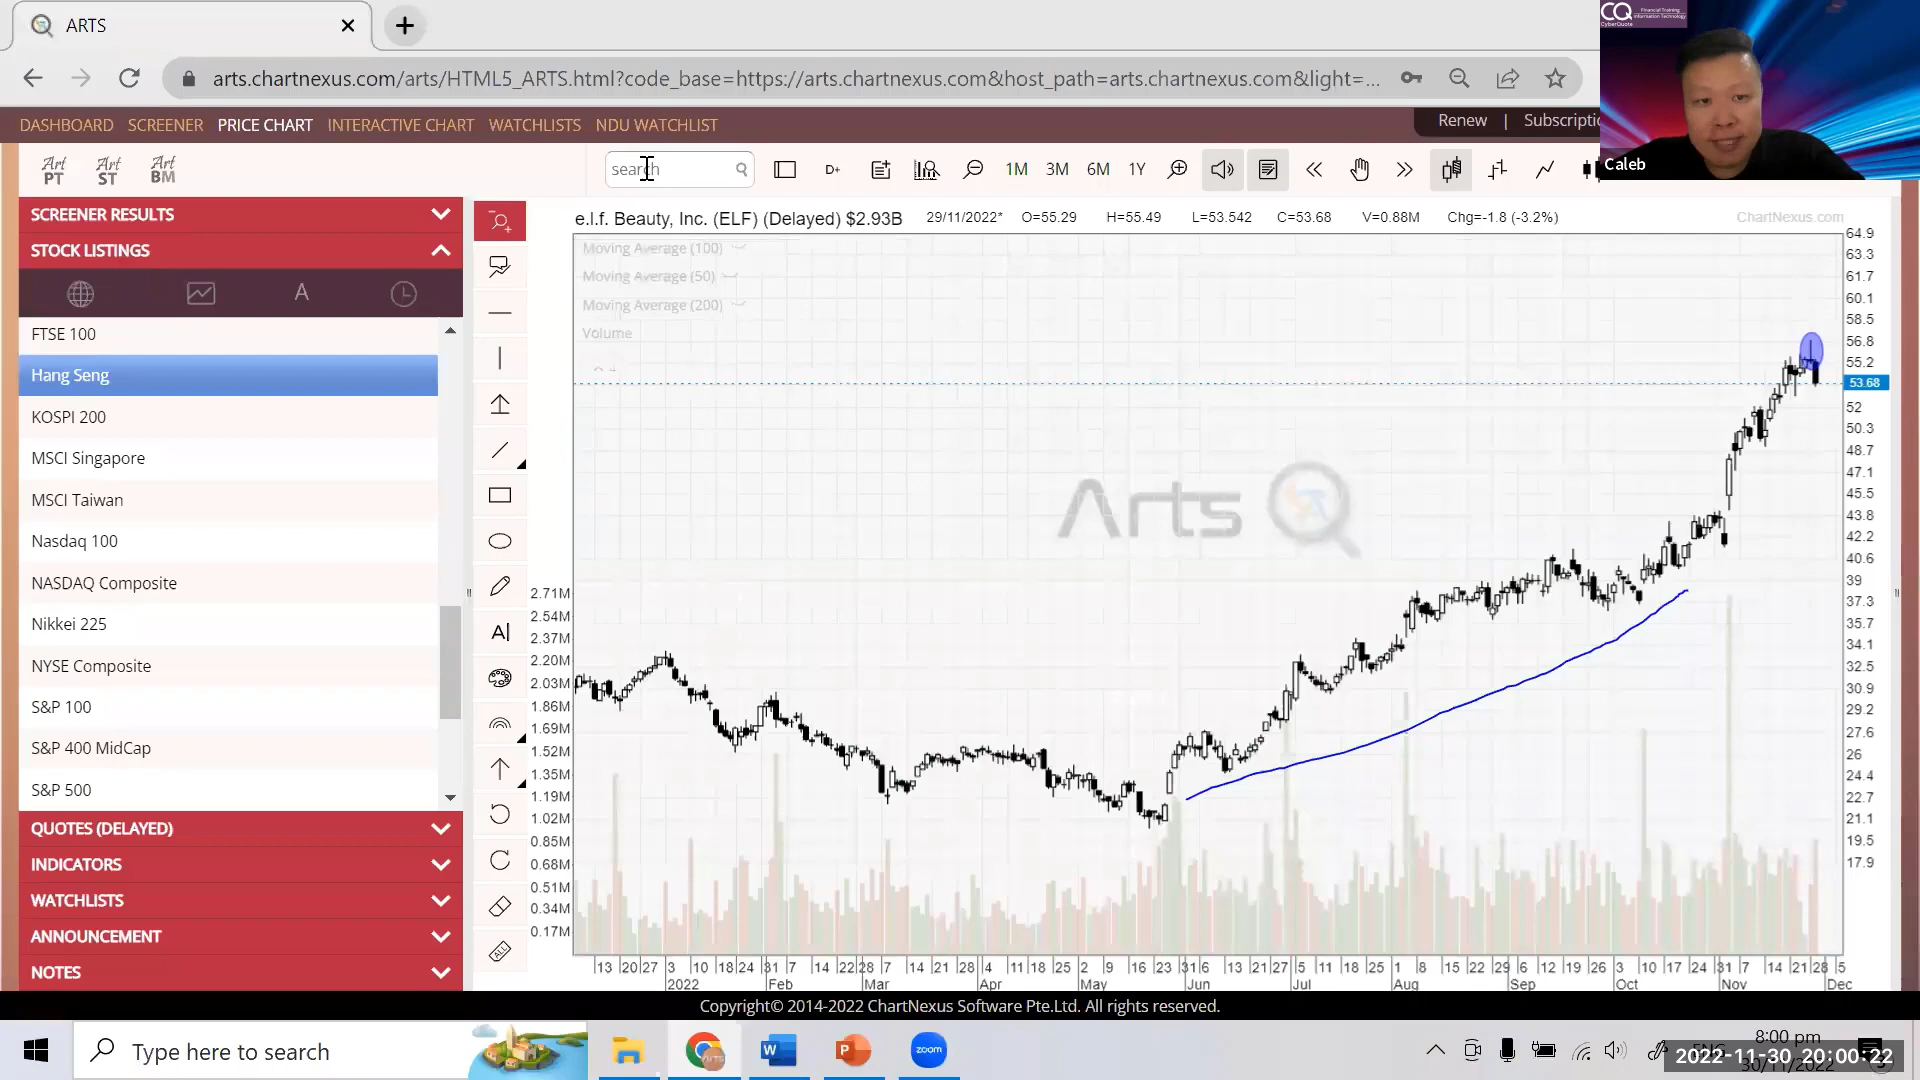 ARTS
arts.chartnexus.com/arts/HTML5_ARTS.html?code_base=https://arts.chartnexus.com&host_path=arts.chartnexus.com&light=...
CQ Financial Training Information Technology
CyberQuote
DASHBOARD SCREENER PRICE CHART INTERACTIVE CHART WATCHLISTS NDU WATCHLIST
Renew | Subscriptio
Caleb
Art PT Art ST Art BM
search D+ 1M 3M 6M 1Y
SCREENER RESULTS
STOCK LISTINGS
A
FTSE 100
Hang Seng
KOSPI 200
MSCI Singapore
MSCI Taiwan
Nasdaq 100
NASDAQ Composite
Nikkei 225
NYSE Composite
S&P 100
S&P 400 MidCap
S&P 500
QUOTES (DELAYED)
INDICATORS
WATCHLISTS
ANNOUNCEMENT
NOTES
A|
ALL
e.l.f. Beauty, Inc. (ELF) (Delayed) $2.93B 29/11/2022* O=55.29 H=55.49 L=53.542 C=53.68 V=0.88M Chg=-1.8 (-3.2%) ChartNexus.com
Moving Average (100)
Moving Average (50)
Moving Average (200)
Volume
Arts
64.9
63.3
61.7
60.1
58.5
56.8
55.2
53.68
52
50.3
48.7
47.1
45.5
43.8
42.2
40.6
39
37.3
35.7
34.1
32.5
30.9
29.2
27.6
26
24.4
22.7
21.1
19.5
17.9
2.71M
2.54M
2.37M
2.20M
2.03M
1.86M
1.69M
1.52M
1.35M
1.19M
1.02M
0.85M
0.68M
0.51M
0.34M
0.17M
13 20 27 3 10 18 24 31 7 14 22 28 7 14 21 28 4 11 18 25 2 9 16 23 31 6 13 21 27 5 11 18 25 1 8 15 22 29 6 12 19 26 3 10 17 24 31 7 14 21 28 5
2022 Feb Mar Apr May Jun Jul Aug Sep Oct Nov Dec
Copyright© 2014-2022 ChartNexus Software Pte.Ltd. All rights reserved.
Type here to search
W
P
zoom
8:00 pm
30/11/2022
2022-11-30 20:00:22